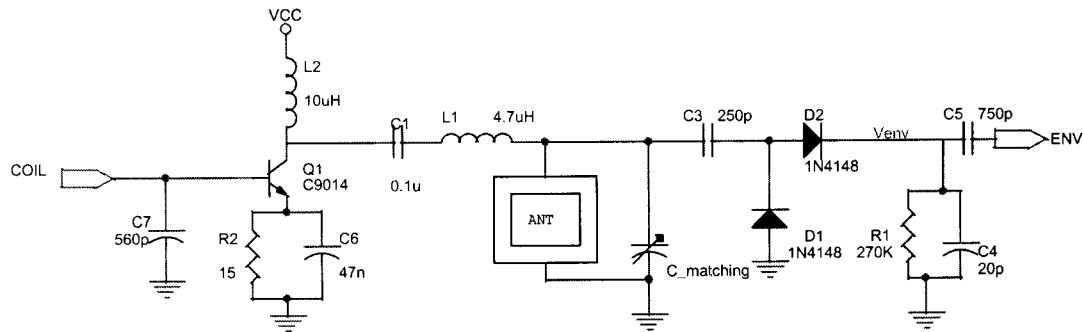 VCC
L2
10uH
COIL
C7
560p
Q1
C9014
R2
15
C6
47n
C1
0.1u
L1
4.7uH
ANT
C_matching
C3
250p
D2
1N4148
D1
1N4148
Venv
C5
750p
ENV
R1
270K
C4
20p